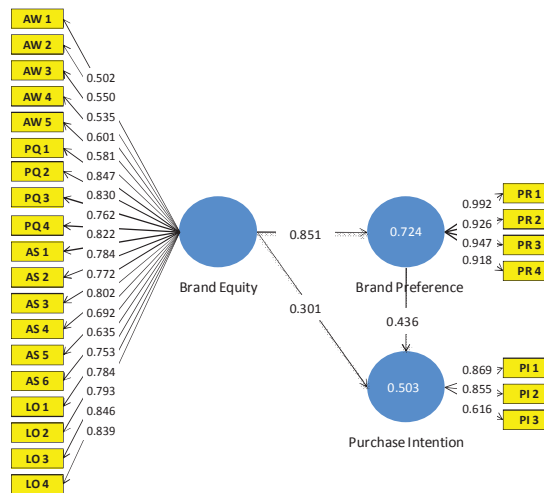 AW 1
AW 2
AW 3
AW 4
AW 5
PQ 1
PQ 2
PQ 3
PQ 4
AS 1
AS 2
AS 3
AS 4
AS 5
AS 6
LO 1
LO 2
LO 3
LO 4
0.502
0.550
0.535
0.601
0.581
0.847
0.830
0.762
0.822
0.784
0.772
0.802
0.692
0.635
0.753
0.784
0.793
0.846
0.839
Brand Equity
0.851
0.301
0.724
Brand Preference
0.436
0.503
Purchase Intention
0.992
0.926
0.947
0.918
PR 1
PR 2
PR 3
PR 4
0.869
0.855
0.616
PI 1
PI 2
PI 3